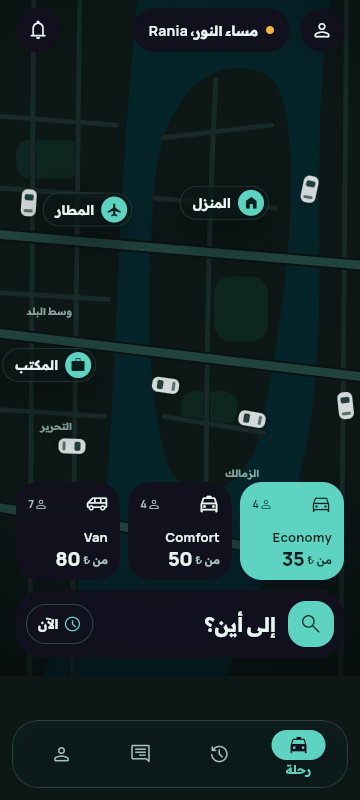 مساء النور، Rania
المنزل
المطار
وسط البلد
المكتب
التحرير
الزمالك
4
Economy
من ₺ 35
4
Comfort
من ₺ 50
7
Van
من ₺ 80
إلى أين؟
الآن
رحلة